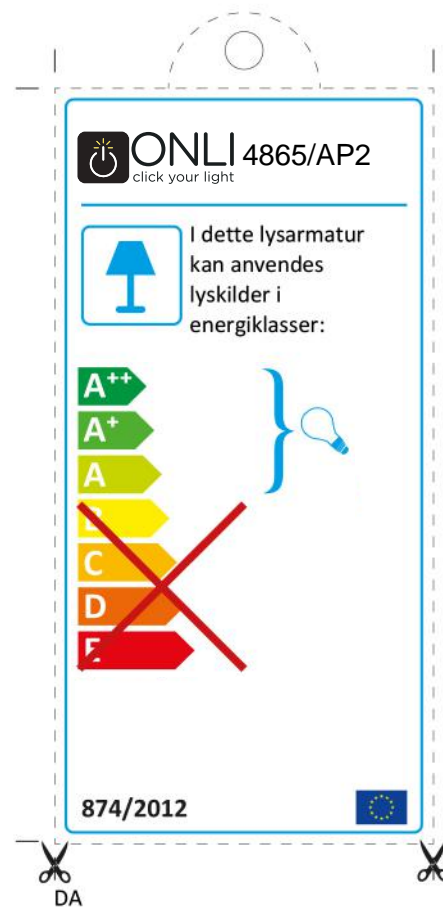 ONLI 4865/AP2
click your light
I dette lysarmatur
kan anvendes
lyskilder i
energiklasser:
A++
A+
A
B
C
D
E
874/2012
DA